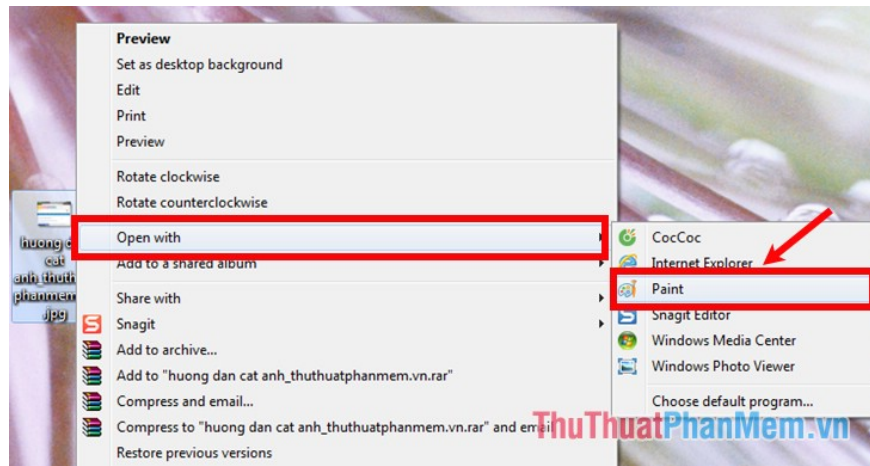 Preview
Set as desktop background
Edit
Print
Preview
Rotate clockwise
Rotate counterclockwise
Open with
Add to a shared album
Share with
Snagit
Add to archive...
Add to "huong dan cat anh_thuthuatphanmem.vn.rar"
Compress and email...
Compress to "huong dan cat anh_thuthuatphanmem.vn.rar" and email
Restore previous versions
huong
cat
anh_thuth
phanmem
.jpg
CocCoc
Internet Explorer
Paint
Snagit Editor
Windows Media Center
Windows Photo Viewer
Choose default program...
ThuThuatPhanMem.vn